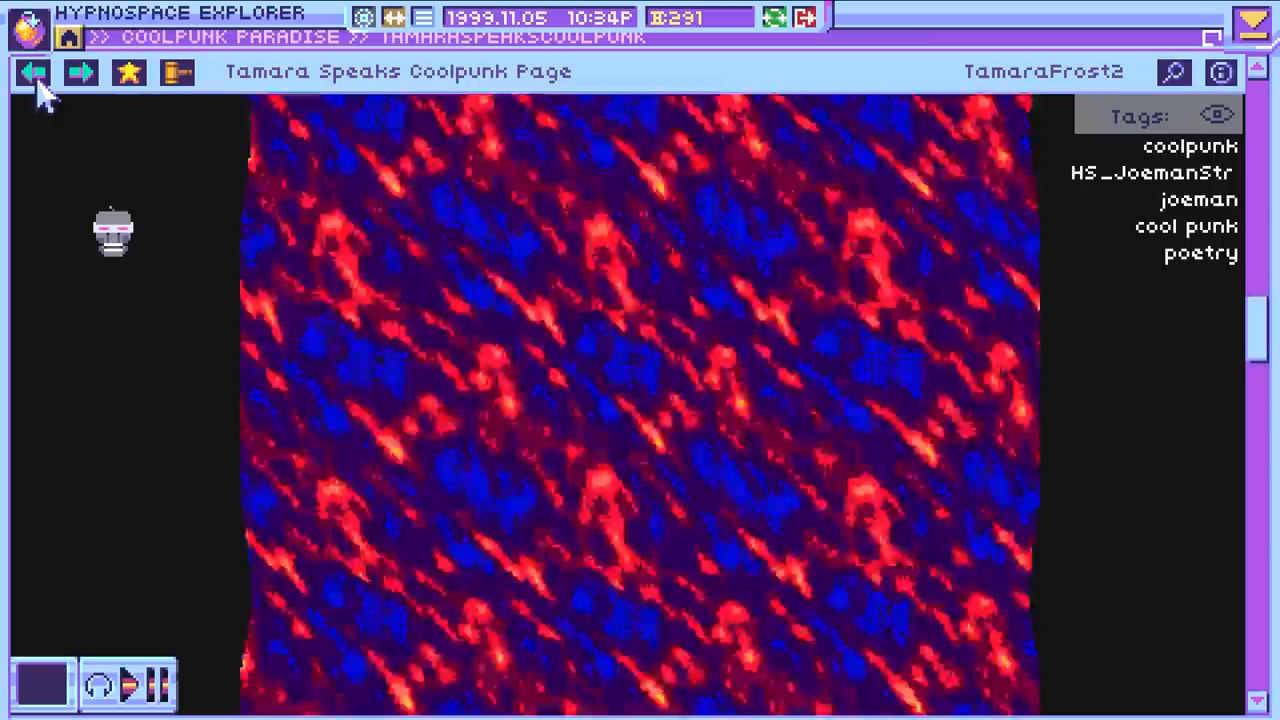 HYPNOSPACE EXPLORER
1999.11.05 10:34P
291
>> COOLPUNK PARADISE >> TAMARASPEAKSCOOLPUNK
Tamara Speaks Coolpunk Page
TamaraFrost2
Tags:
coolpunk
HS_JoemanStr
joeman
cool punk
poetry